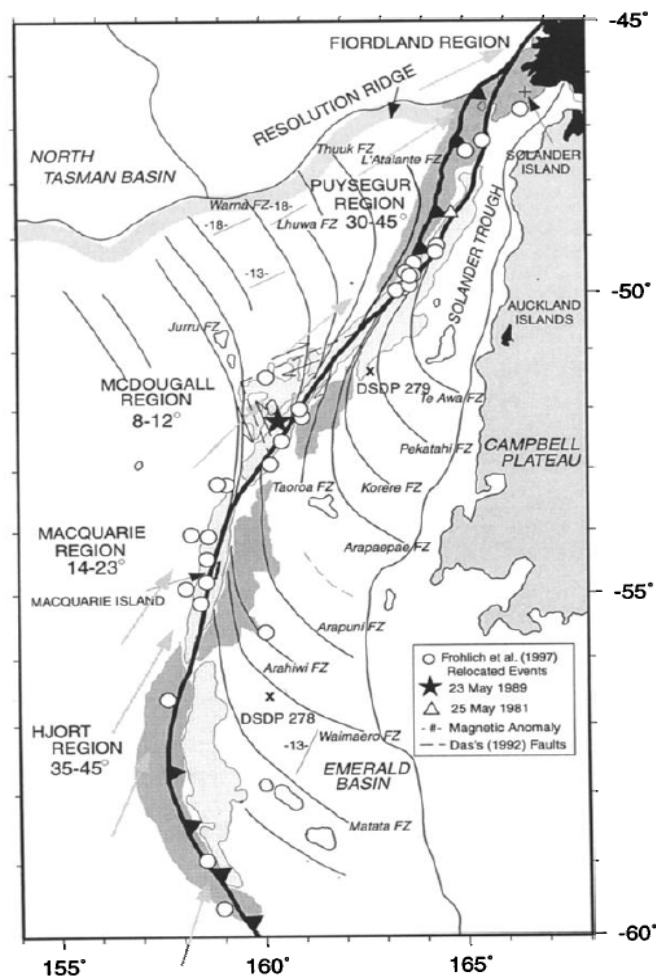 -45°
FIORDLAND REGION
RESOLUTION RIDGE
SOLANDER
ISLAND
NORTH
TASMAN BASIN
Thuuk FZ
L'Atalante FZ
PUYSEGUR
REGION
30-45°
Warna FZ
-18-
-18-
Lhuwa FZ
-13-
SOLANDER TROUGH
-50°
Jurru FZ
AUCKLAND
ISLANDS
MCDOUGALL
REGION
8-12°
x
DSDP 279
Te Awa FZ
Pekatahi FZ
CAMPBELL
PLATEAU
Taoroa FZ
Korere FZ
MACQUARIE
REGION
14-23°
Arapaepae FZ
MACQUARIE ISLAND
-55°
Arapuni FZ
Arahiwi FZ
Frohlich et al. (1997)
Relocated Events
23 May 1989
25 May 1981
-#- Magnetic Anomaly
Das's (1992) Faults
x
DSDP 278
HJORT
REGION
35-45°
-13-
Waimaero FZ
EMERALD
BASIN
Matata FZ
-60°
155°
160°
165°